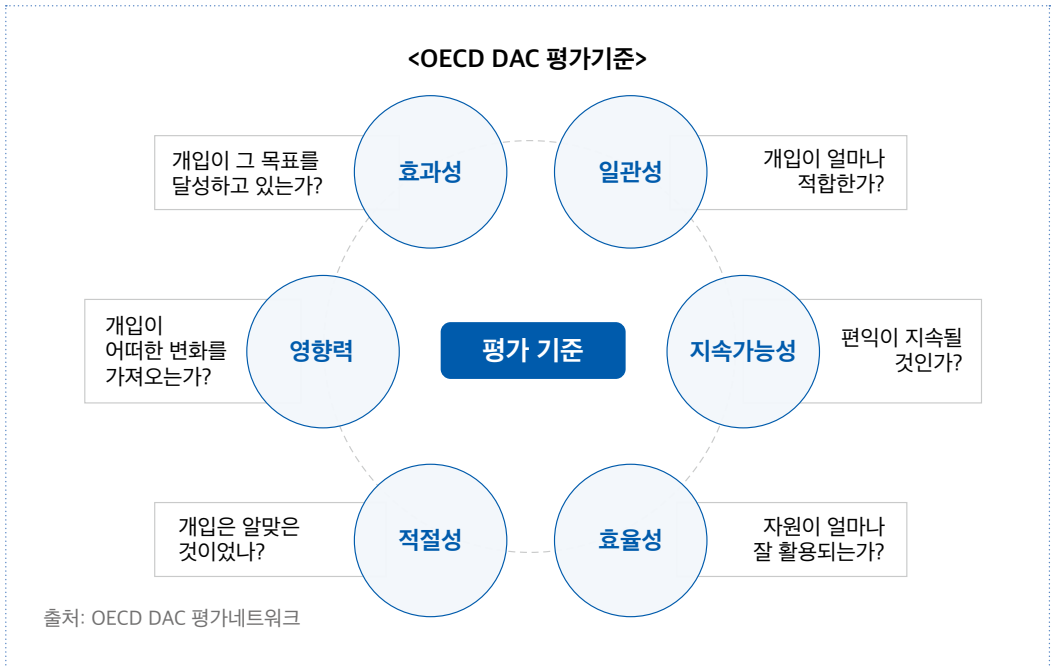 <OECD DAC 평가기준>
개입이 그 목표를
달성하고 있는가?
효과성
일관성
개입이 얼마나
적합한가?
개입이
어떠한 변화를
가져오는가?
영향력
평가 기준
지속가능성
편익이 지속될
것인가?
개입은 알맞은
것이었나?
적절성
효율성
자원이 얼마나
잘 활용되는가?
출처: OECD DAC 평가네트워크